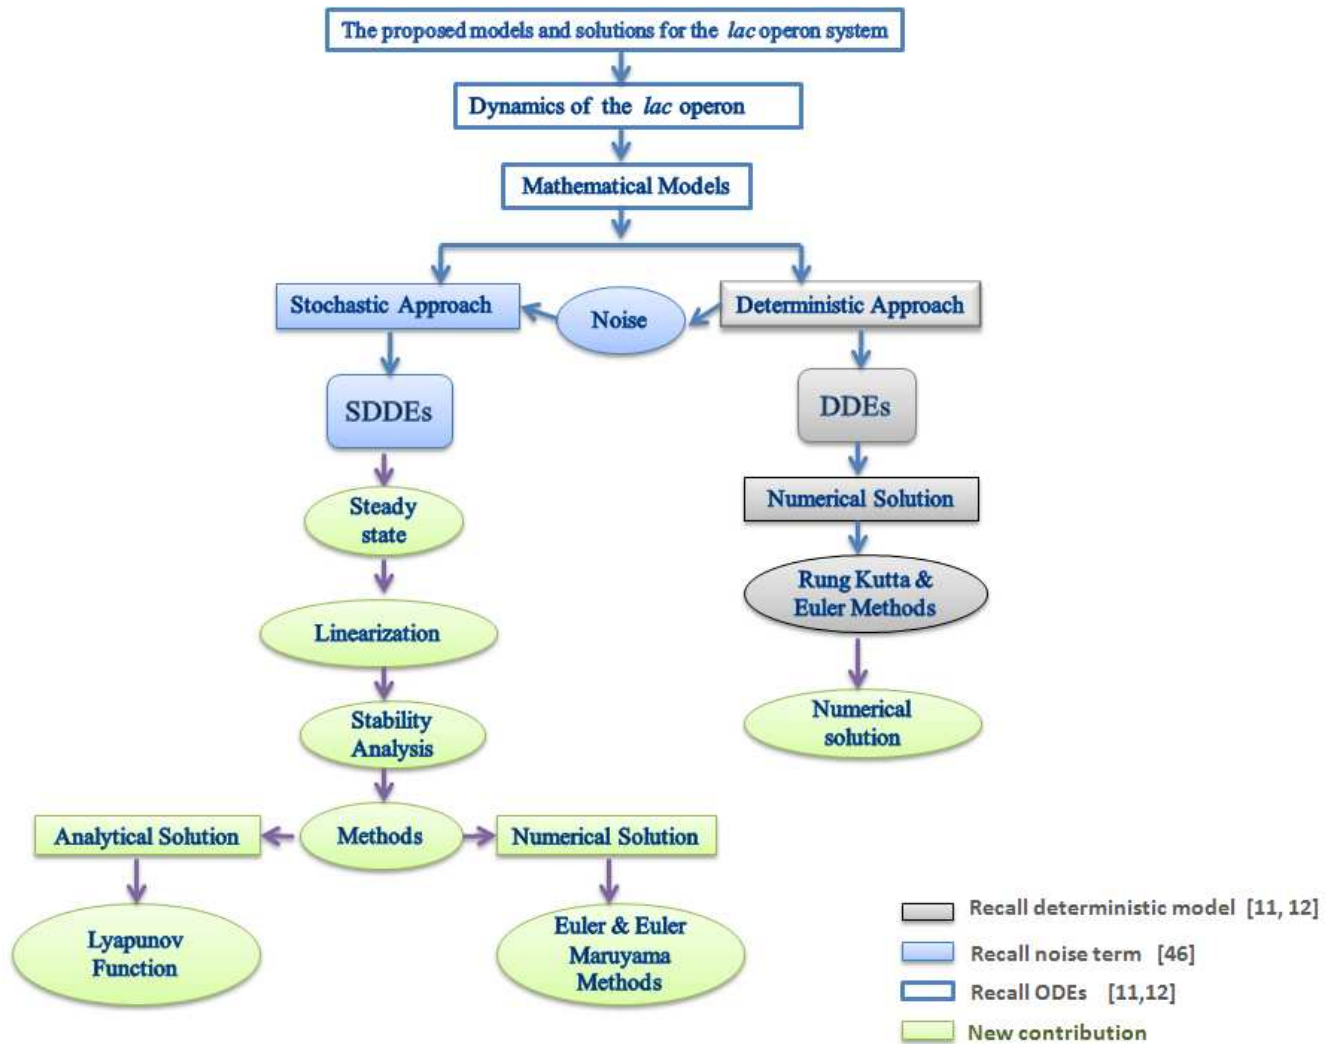 The proposed models and solutions for the lac operon system
Dynamics of the lac operon
Mathematical Models
Stochastic Approach
Noise
Deterministic Approach
SDDEs
DDEs
Steady
state
Numerical Solution
Rung Kutta &
Euler Methods
Linearization
Stability
Analysis
Numerical
solution
Analytical Solution
Methods
Numerical Solution
Lyapunov
Function
Euler & Euler
Maruyama
Methods
Recall deterministic model [11, 12]
Recall noise term [46]
Recall ODEs [11,12]
New contribution